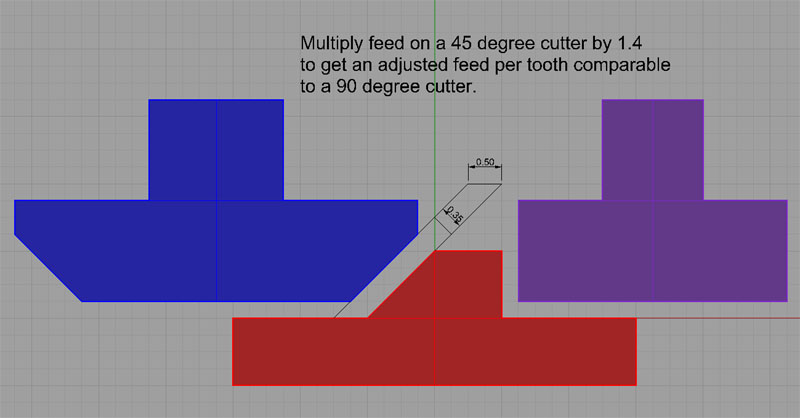 Multiply feed on a 45 degree cutter by 1.4
to get an adjusted feed per tooth comparable
to a 90 degree cutter.
0.50
0.35